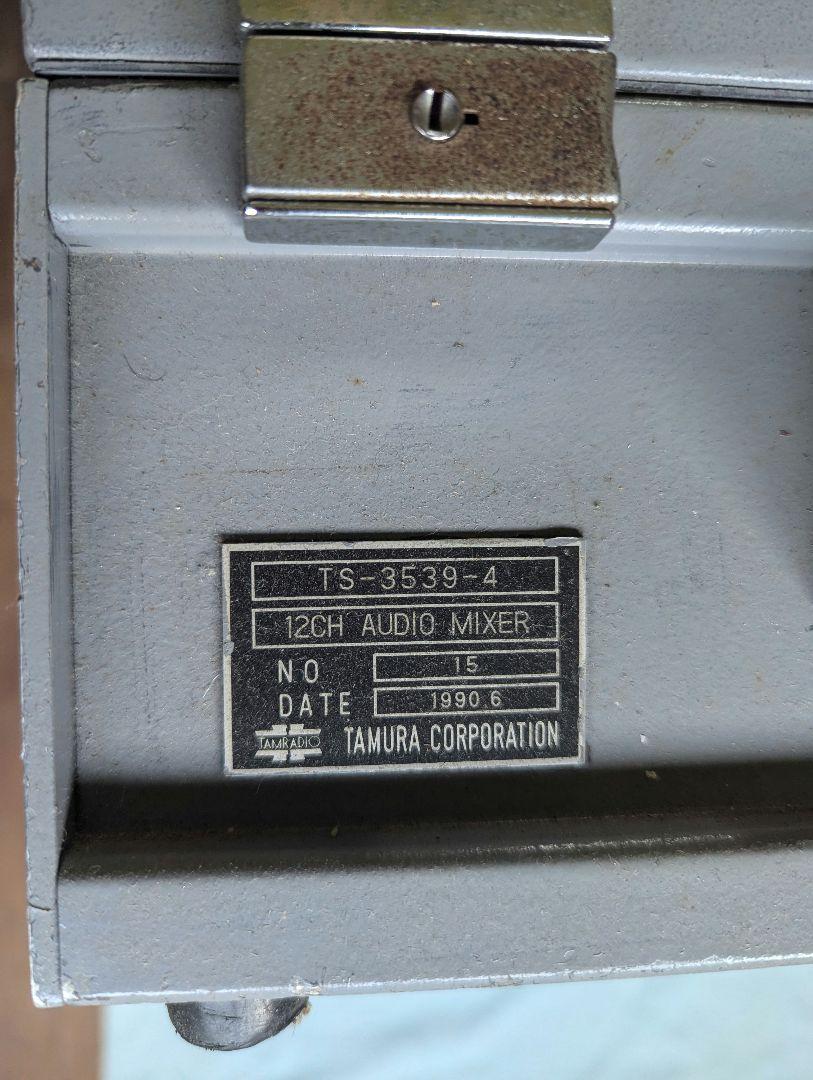 TS-3539-4
12CH AUDIO MIXER
NO 15
DATE 1990.6
TAMRADIO TAMURA CORPORATION